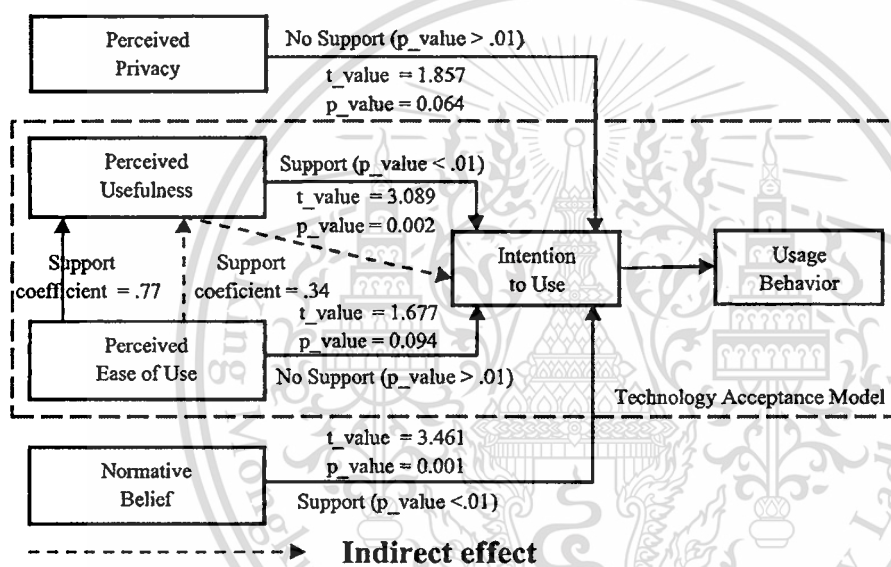 Perceived
Privacy
No Support (p_value > .01)
t_value = 1.857
p_value = 0.064
Perceived
Usefulness
Support (p_value < .01)
t_value = 3.089
p_value = 0.002
Intention
to Use
Usage
Behavior
Support
coefficient = .77
Support
coeficient = .34
t_value = 1.677
p_value = 0.094
Perceived
Ease of Use
No Support (p_value > .01)
Technology Acceptance Model
t_value = 3.461
p_value = 0.001
Normative
Belief
Support (p_value <.01)
Indirect effect
King Mongkut